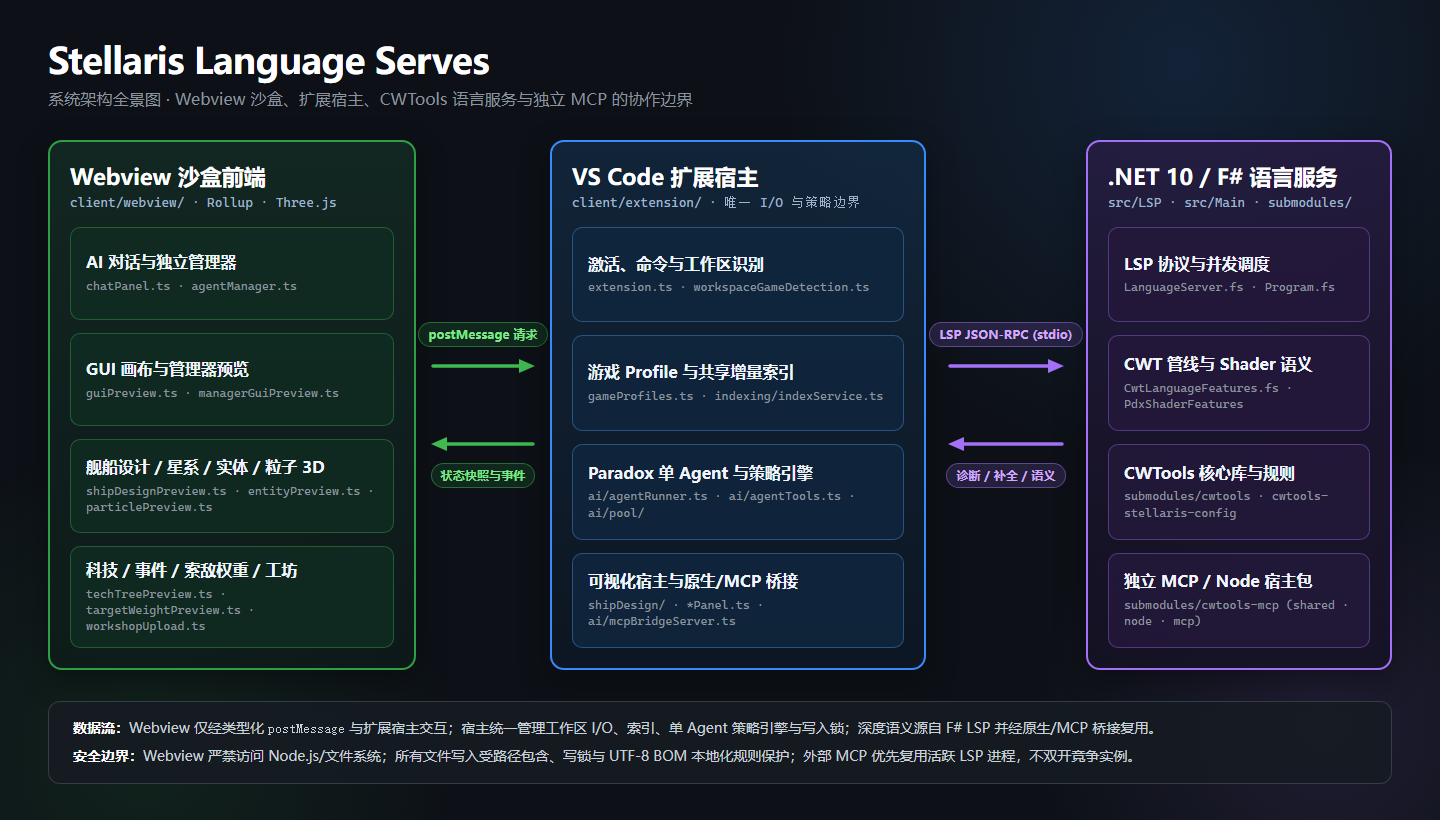 Stellaris Language Serves
系统架构全景图 · Webview 沙盒、扩展宿主、CWTools 语言服务与独立 MCP 的协作边界
Webview 沙盒前端
client/webview/ · Rollup · Three.js
AI 对话与独立管理器
chatPanel.ts · agentManager.ts
GUI 画布与管理器预览
guiPreview.ts · managerGuiPreview.ts
舰船设计 / 星系 / 实体 / 粒子 3D
shipDesignPreview.ts · entityPreview.ts ·
particlePreview.ts
科技 / 事件 / 索敌权重 / 工坊
techTreePreview.ts ·
targetWeightPreview.ts ·
workshopUpload.ts
postMessage 请求
状态快照与事件
VS Code 扩展宿主
client/extension/ · 唯一 I/O 与策略边界
激活、命令与工作区识别
extension.ts · workspaceGameDetection.ts
游戏 Profile 与共享增量索引
gameProfiles.ts · indexing/indexService.ts
Paradox 单 Agent 与策略引擎
ai/agentRunner.ts · ai/agentTools.ts ·
ai/pool/
可视化宿主与原生/MCP 桥接
shipDesign/ · *Panel.ts ·
ai/mcpBridgeServer.ts
LSP JSON-RPC (stdio)
诊断 / 补全 / 语义
.NET 10 / F# 语言服务
src/LSP · src/Main · submodules/
LSP 协议与并发调度
LanguageServer.fs · Program.fs
CWT 管线与 Shader 语义
CwtLanguageFeatures.fs ·
PdxShaderFeatures
CWTools 核心库与规则
submodules/cwtools · cwtools-
stellaris-config
独立 MCP / Node 宿主包
submodules/cwtools-mcp (shared ·
node · mcp)
数据流：Webview 仅经类型化 postMessage 与扩展宿主交互；宿主统一管理工作区 I/O、索引、单 Agent 策略引擎与写入锁；深度语义源自 F# LSP 并经原生/MCP 桥接复用。
安全边界：Webview 严禁访问 Node.js/文件系统；所有文件写入受路径包含、写锁与 UTF-8 BOM 本地化规则保护；外部 MCP 优先复用活跃 LSP 进程，不双开竞争实例。